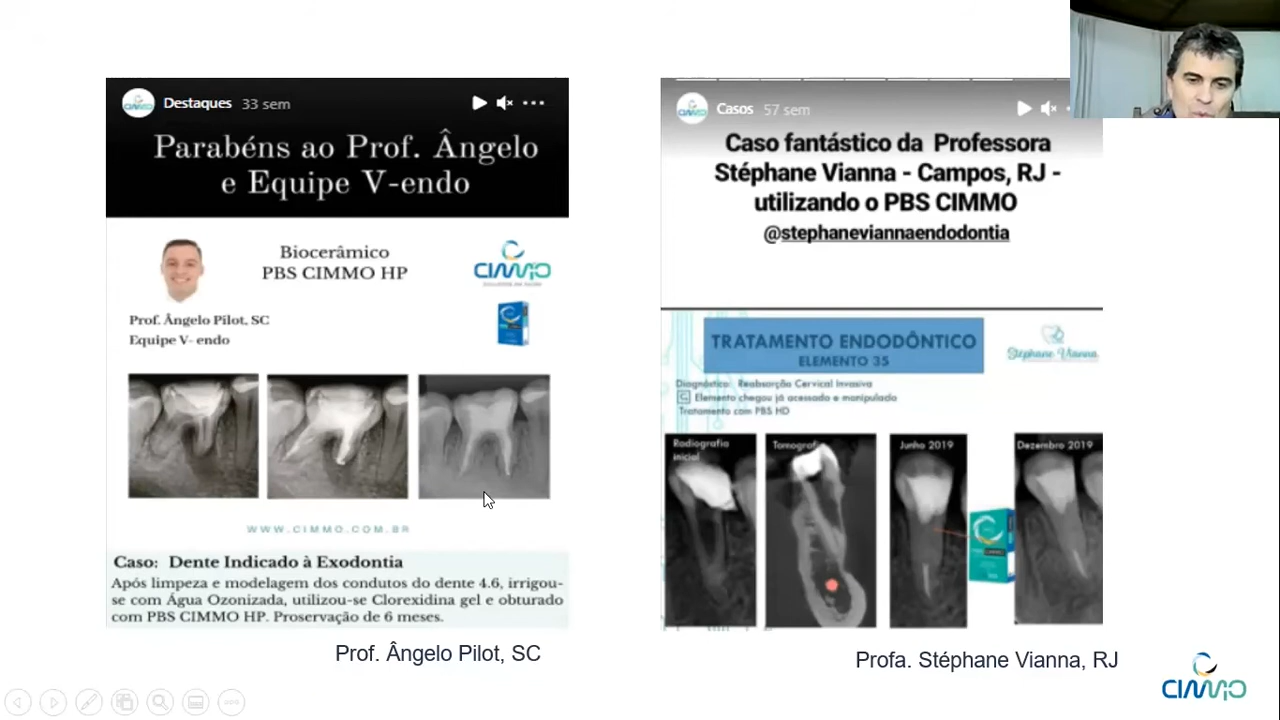 Destaques 33 sem
Parabéns ao Prof. Ângelo
e Equipe V-endo
Biocerâmico
PBS CIMMO HP
CIMMO
Prof. Ângelo Pilot, SC
Equipe V- endo
WWW.CIMMO.COM.BR
Caso: Dente Indicado à Exodontia
Após limpeza e modelagem dos condutos do dente 4.6, irrigou-
se com Água Ozonizada, utilizou-se Clorexidina gel e obturado
com PBS CIMMO HP. Proservação de 6 meses.
Prof. Ângelo Pilot, SC
Casos 57 sem
Caso fantástico da Professora
Stéphane Vianna - Campos, RJ -
utilizando o PBS CIMMO
@stephaneviannaendodontia
TRATAMENTO ENDODÔNTICO
ELEMENTO 35
Stéphane Vianna
Diagnóstico: Reabsorção Cervical Invasiva
Elemento chegou já acessado e manipulado
Tratamento com PBS HD
Radiografia
inicial
Tomografia
Junho 2019
Dezembro 2019
Profa. Stéphane Vianna, RJ
CIMMO